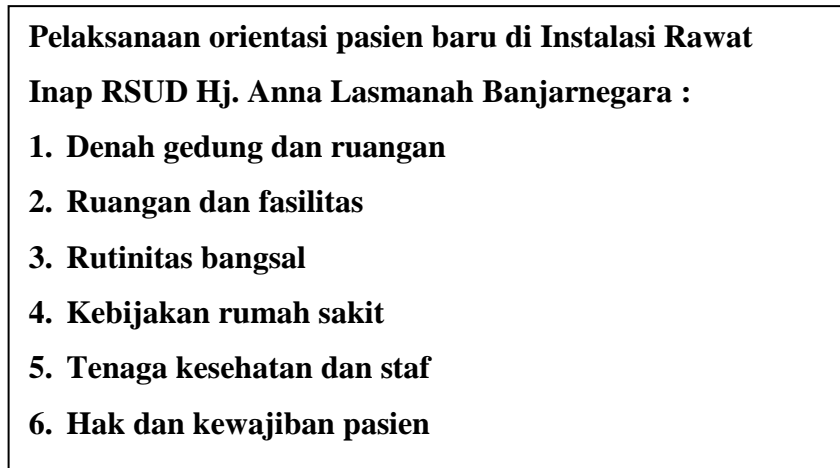 Pelaksanaan orientasi pasien baru di Instalasi Rawat
Inap RSUD Hj. Anna Lasmanah Banjarnegara :
1. Denah gedung dan ruangan
2. Ruangan dan fasilitas
3. Rutinitas bangsal
4. Kebijakan rumah sakit
5. Tenaga kesehatan dan staf
6. Hak dan kewajiban pasien